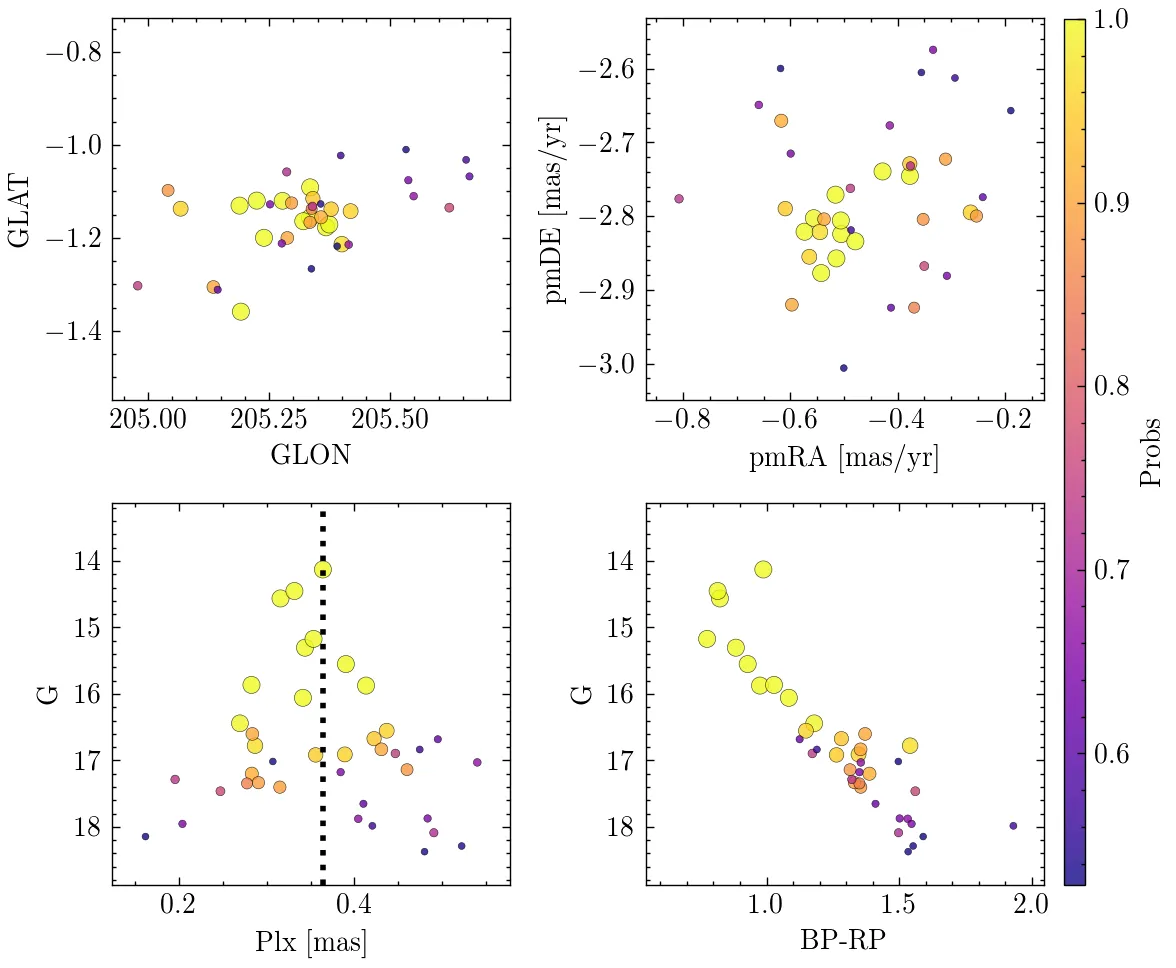 −0.8
−1.0
−1.2
−1.4
GLAT
205.00 205.25 205.50
GLON
−2.6
−2.7
−2.8
−2.9
−3.0
pmDE [mas/yr]
−0.8 −0.6 −0.4 −0.2
pmRA [mas/yr]
1.0
0.9
0.8
0.7
0.6
Probs
14
15
16
17
18
G
0.2 0.4
Plx [mas]
14
15
16
17
18
G
1.0 1.5 2.0
BP-RP